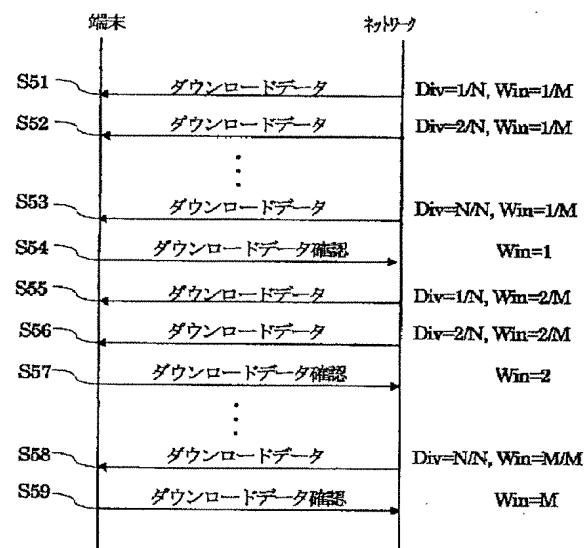 端末 ネットワーク
S51 ダウンロードデータ Div=1/N, Win=1/M
S52 ダウンロードデータ Div=2/N, Win=1/M
S53 ダウンロードデータ Div=N/N, Win=1/M
S54 ダウンロードデータ確認 Win=1
S55 ダウンロードデータ Div=1/N, Win=2/M
S56 ダウンロードデータ Div=2/N, Win=2/M
S57 ダウンロードデータ確認 Win=2
S58 ダウンロードデータ Div=N/N, Win=M/M
S59 ダウンロードデータ確認 Win=M